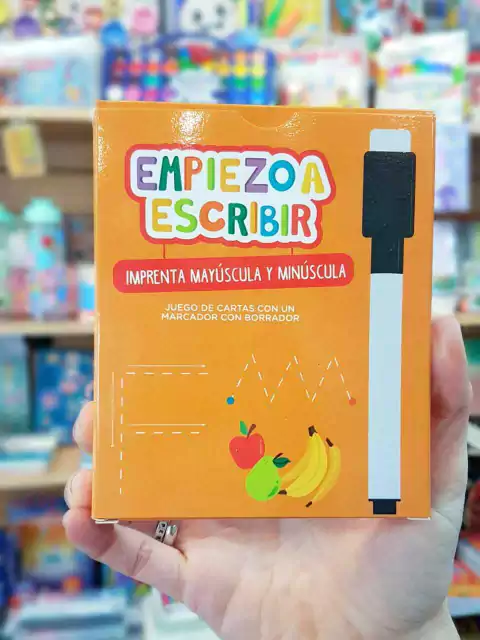 EMPIEZO A
ESCRIBIR
IMPRENTA MAYÚSCULA Y MINÚSCULA
JUEGO DE CARTAS CON UN
MARCADOR CON BORRADOR